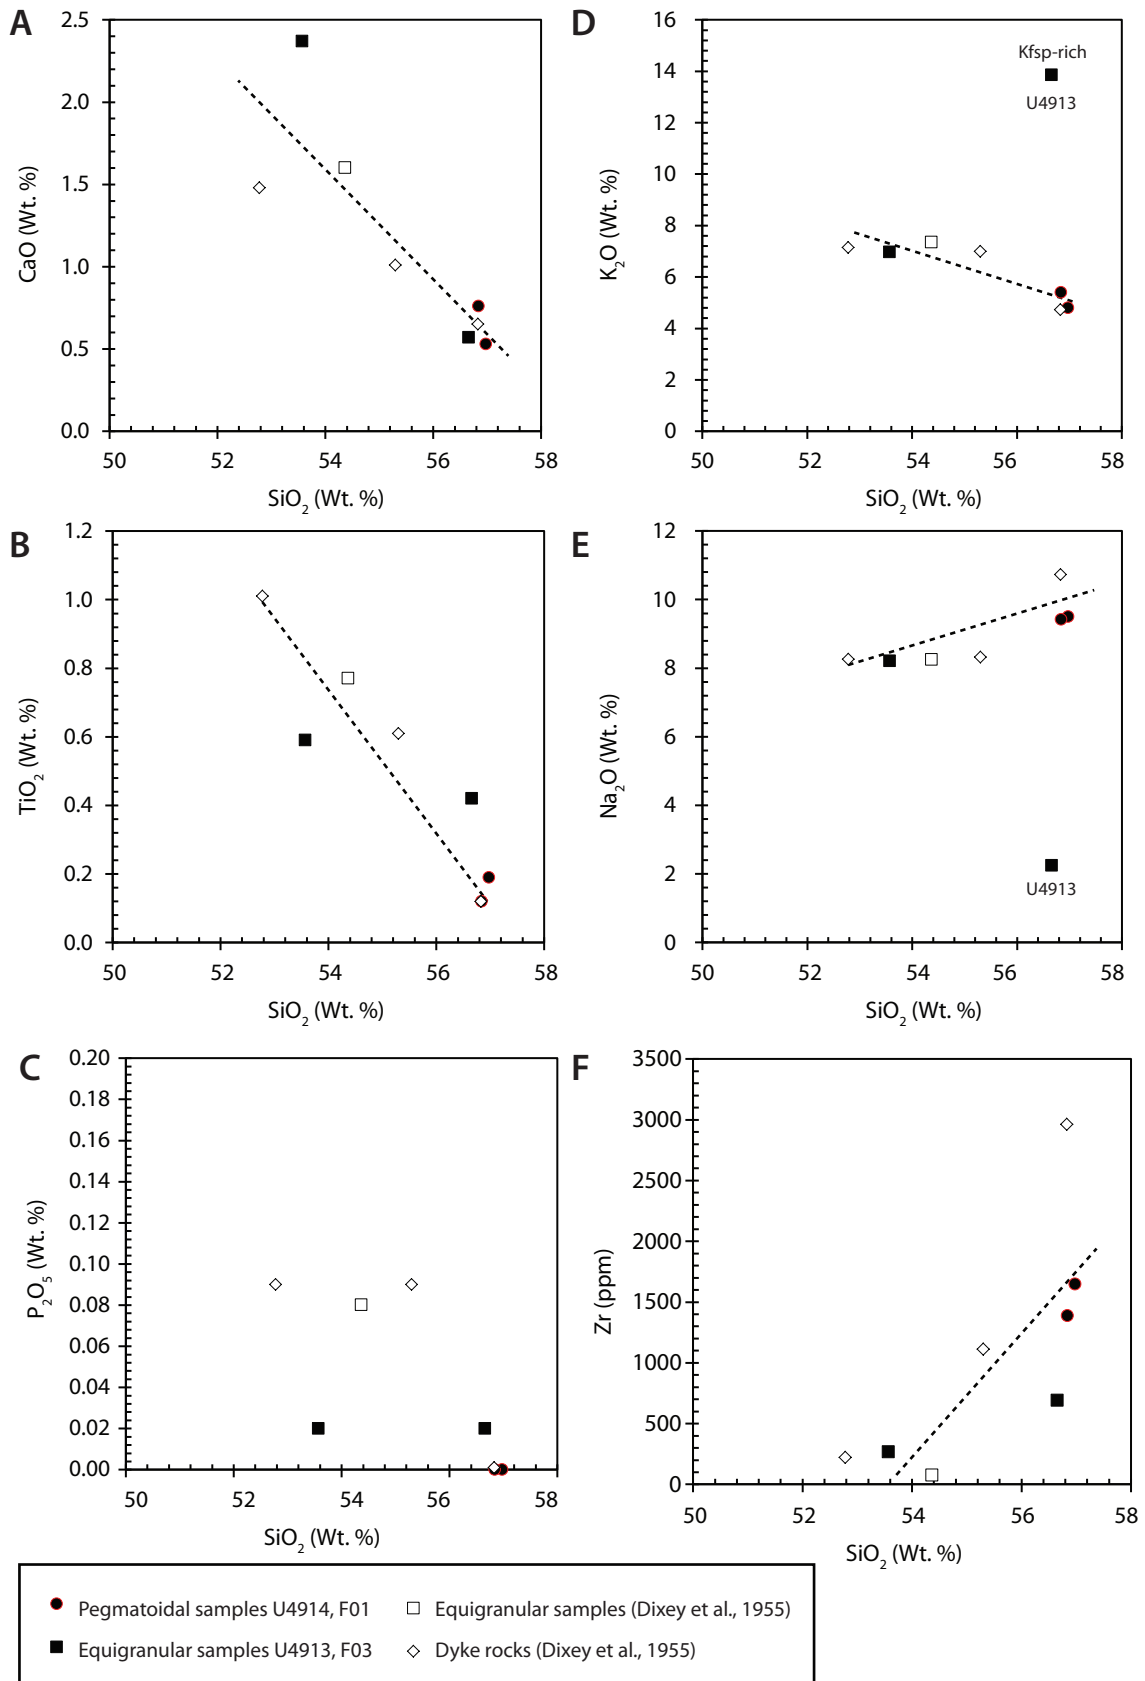 A
2.5
2.0
1.5
1.0
0.5
0.0
CaO (Wt. %)
50 52 54 56 58
SiO₂ (Wt. %)
D
16
14
12
10
8
6
4
2
0
K₂O (Wt. %)
Kfsp-rich
U4913
50 52 54 56 58
SiO₂ (Wt. %)
B
1.2
1.0
0.8
0.6
0.4
0.2
0.0
TiO₂ (Wt. %)
50 52 54 56 58
SiO₂ (Wt. %)
E
12
10
8
6
4
2
0
Na₂O (Wt. %)
U4913
50 52 54 56 58
SiO₂ (Wt. %)
C
0.20
0.18
0.16
0.14
0.12
0.10
0.08
0.06
0.04
0.02
0.00
P₂O₅ (Wt. %)
50 52 54 56 58
SiO₂ (Wt. %)
F
3500
3000
2500
2000
1500
1000
500
0
Zr (ppm)
50 52 54 56 58
SiO₂ (Wt. %)
Pegmatoidal samples U4914, F01
Equigranular samples (Dixey et al., 1955)
Equigranular samples U4913, F03
Dyke rocks (Dixey et al., 1955)